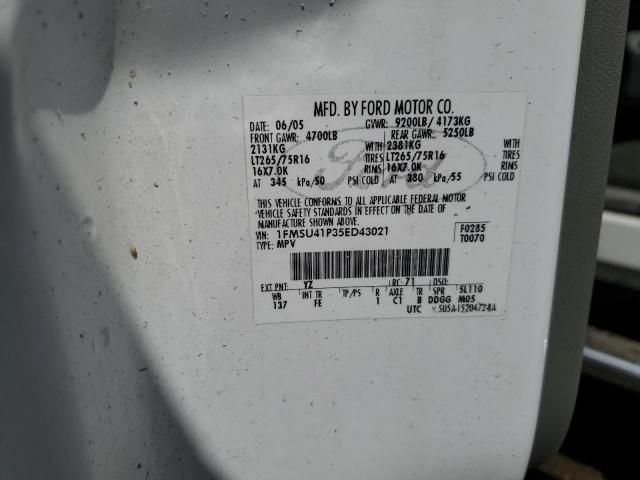 MFD. BY FORD MOTOR CO.
DATE: 06/05 GVWR: 9200LB/ 4173KG
FRONT GAWR: 4700LB REAR GAWR: 5250LB
2131KG WITH 2381KG WITH
LT265/75R16 TIRES LT265/75R16 TIRES
16X7.0K RIMS 16X7.0K RIMS
AT 345 kPa/50 PSI COLD AT 380 kPa/55 PSI COLD
THIS VEHICLE CONFORMS TO ALL APPLICABLE FEDERAL MOTOR
VEHICLE SAFETY STANDARDS IN EFFECT ON THE DATE OF
MANUFACTURE SHOWN ABOVE.
VIN: 1FMSU41P35ED43021 F0285
TYPE: MPV T0070
EXT PNT: YZ RC: 71 DSO:
WB INT TR TP/PS R AXLE TR SPR 5L110
137 FE 1 C1 B DDGG M05
UTC 5U5A-1520472-BA
Ford